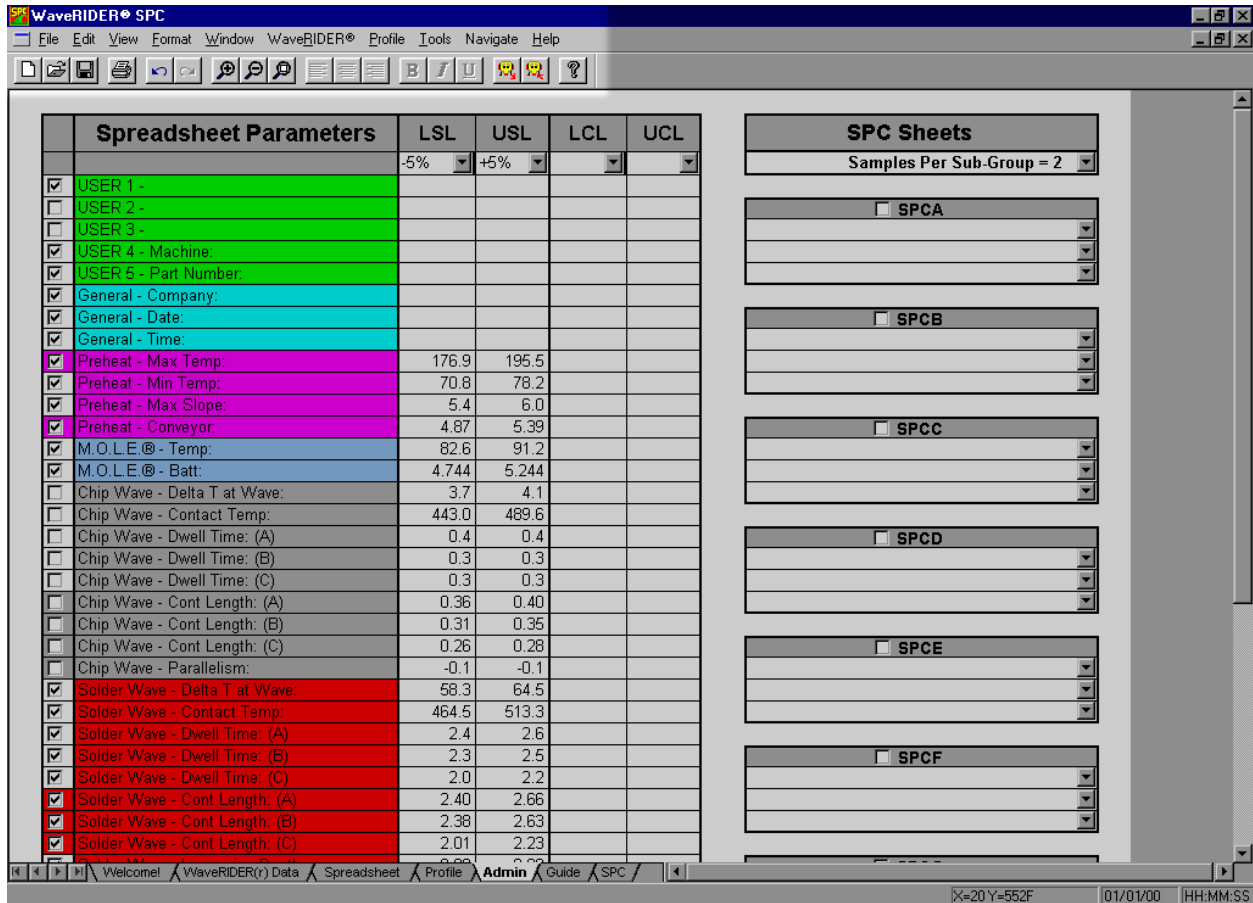 WaveRIDER® SPC
File Edit View Format Window WaveRIDER® Profile Tools Navigate Help
B I U
Spreadsheet Parameters LSL USL LCL UCL
-5% +5%
USER 1 -
USER 2 -
USER 3 -
USER 4 - Machine:
USER 5 - Part Number:
General - Company:
General - Date:
General - Time:
Preheat - Max Temp: 176.9 195.5
Preheat - Min Temp: 70.8 78.2
Preheat - Max Slope: 5.4 6.0
Preheat - Conveyor: 4.87 5.39
M.O.L.E.® - Temp: 82.6 91.2
M.O.L.E.® - Batt: 4.744 5.244
Chip Wave - Delta T at Wave: 3.7 4.1
Chip Wave - Contact Temp: 443.0 489.6
Chip Wave - Dwell Time: (A) 0.4 0.4
Chip Wave - Dwell Time: (B) 0.3 0.3
Chip Wave - Dwell Time: (C) 0.3 0.3
Chip Wave - Cont Length: (A) 0.36 0.40
Chip Wave - Cont Length: (B) 0.31 0.35
Chip Wave - Cont Length: (C) 0.26 0.28
Chip Wave - Parallelism: -0.1 -0.1
Solder Wave - Delta T at Wave: 58.3 64.5
Solder Wave - Contact Temp: 464.5 513.3
Solder Wave - Dwell Time: (A) 2.4 2.6
Solder Wave - Dwell Time: (B) 2.3 2.5
Solder Wave - Dwell Time: (C) 2.0 2.2
Solder Wave - Cont Length: (A) 2.40 2.66
Solder Wave - Cont Length: (B) 2.38 2.63
Solder Wave - Cont Length: (C) 2.01 2.23
SPC Sheets
Samples Per Sub-Group = 2
SPCA
SPCB
SPCC
SPCD
SPCE
SPCF
Welcome! WaveRIDER(r) Data Spreadsheet Profile Admin Guide SPC
X=20 Y=552F 01/01/00 HH:MM:SS